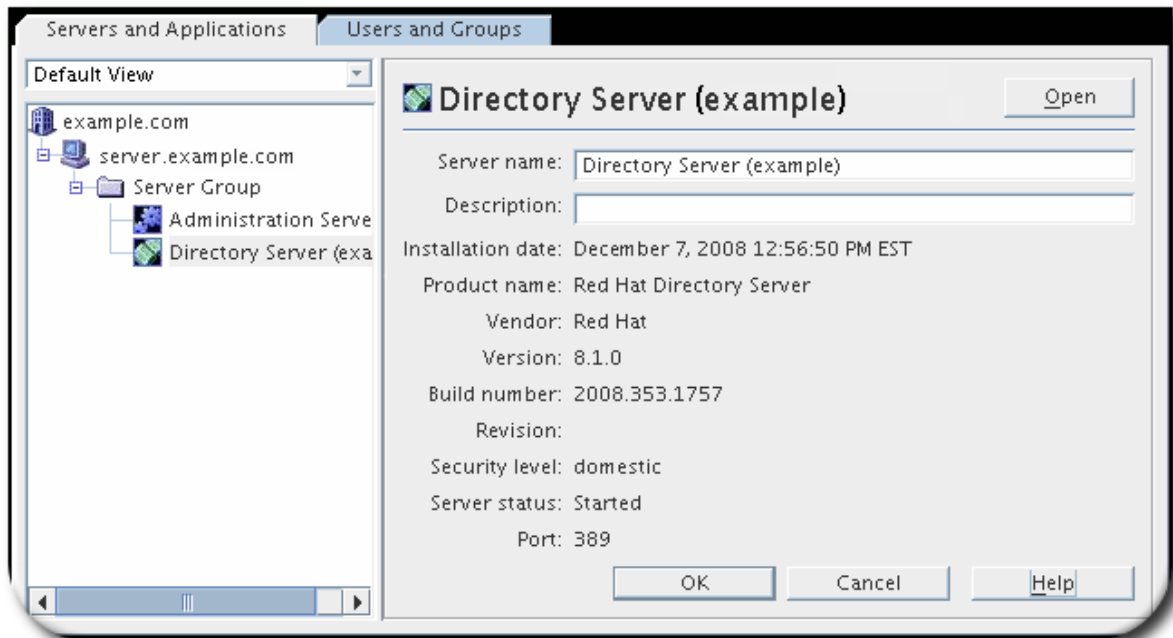 Servers and Applications
Users and Groups
Default View
example.com
server.example.com
Server Group
Administration Serve
Directory Server (exa
Directory Server (example)
Open
Server name: Directory Server (example)
Description:
Installation date: December 7, 2008 12:56:50 PM EST
Product name: Red Hat Directory Server
Vendor: Red Hat
Version: 8.1.0
Build number: 2008.353.1757
Revision:
Security level: domestic
Server status: Started
Port: 389
OK
Cancel
Help